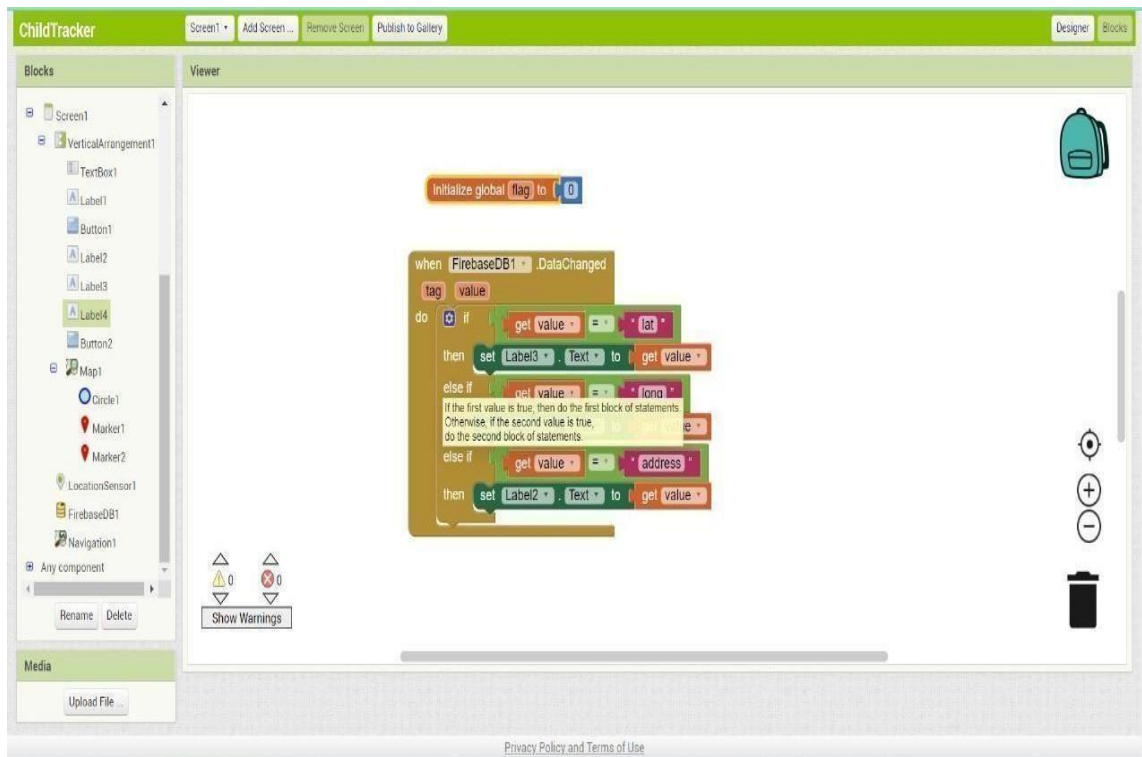 ChildTracker
Screen1 Add Screen ... Remove Screen Publish to Gallery
Designer Blocks
Blocks
Screen1
VerticalArrangement1
TextBox1
Label1
Button1
Label2
Label3
Label4
Button2
Map1
Circle1
Marker1
Marker2
LocationSensor1
FirebaseDB1
Navigation1
Any component
Rename Delete
Media
Upload File ...
Viewer
Initialize global flag to 0
when FirebaseDB1 .DataChanged
tag value
do if get value = " lat "
then set Label3 . Text to get value
else if get value = " long "
If the first value is true, then do the first block of statements.
Otherwise, if the second value is true,
do the second block of statements.
else if get value = " address "
then set Label2 . Text to get value
0 0
Show Warnings
Privacy Policy and Terms of Use